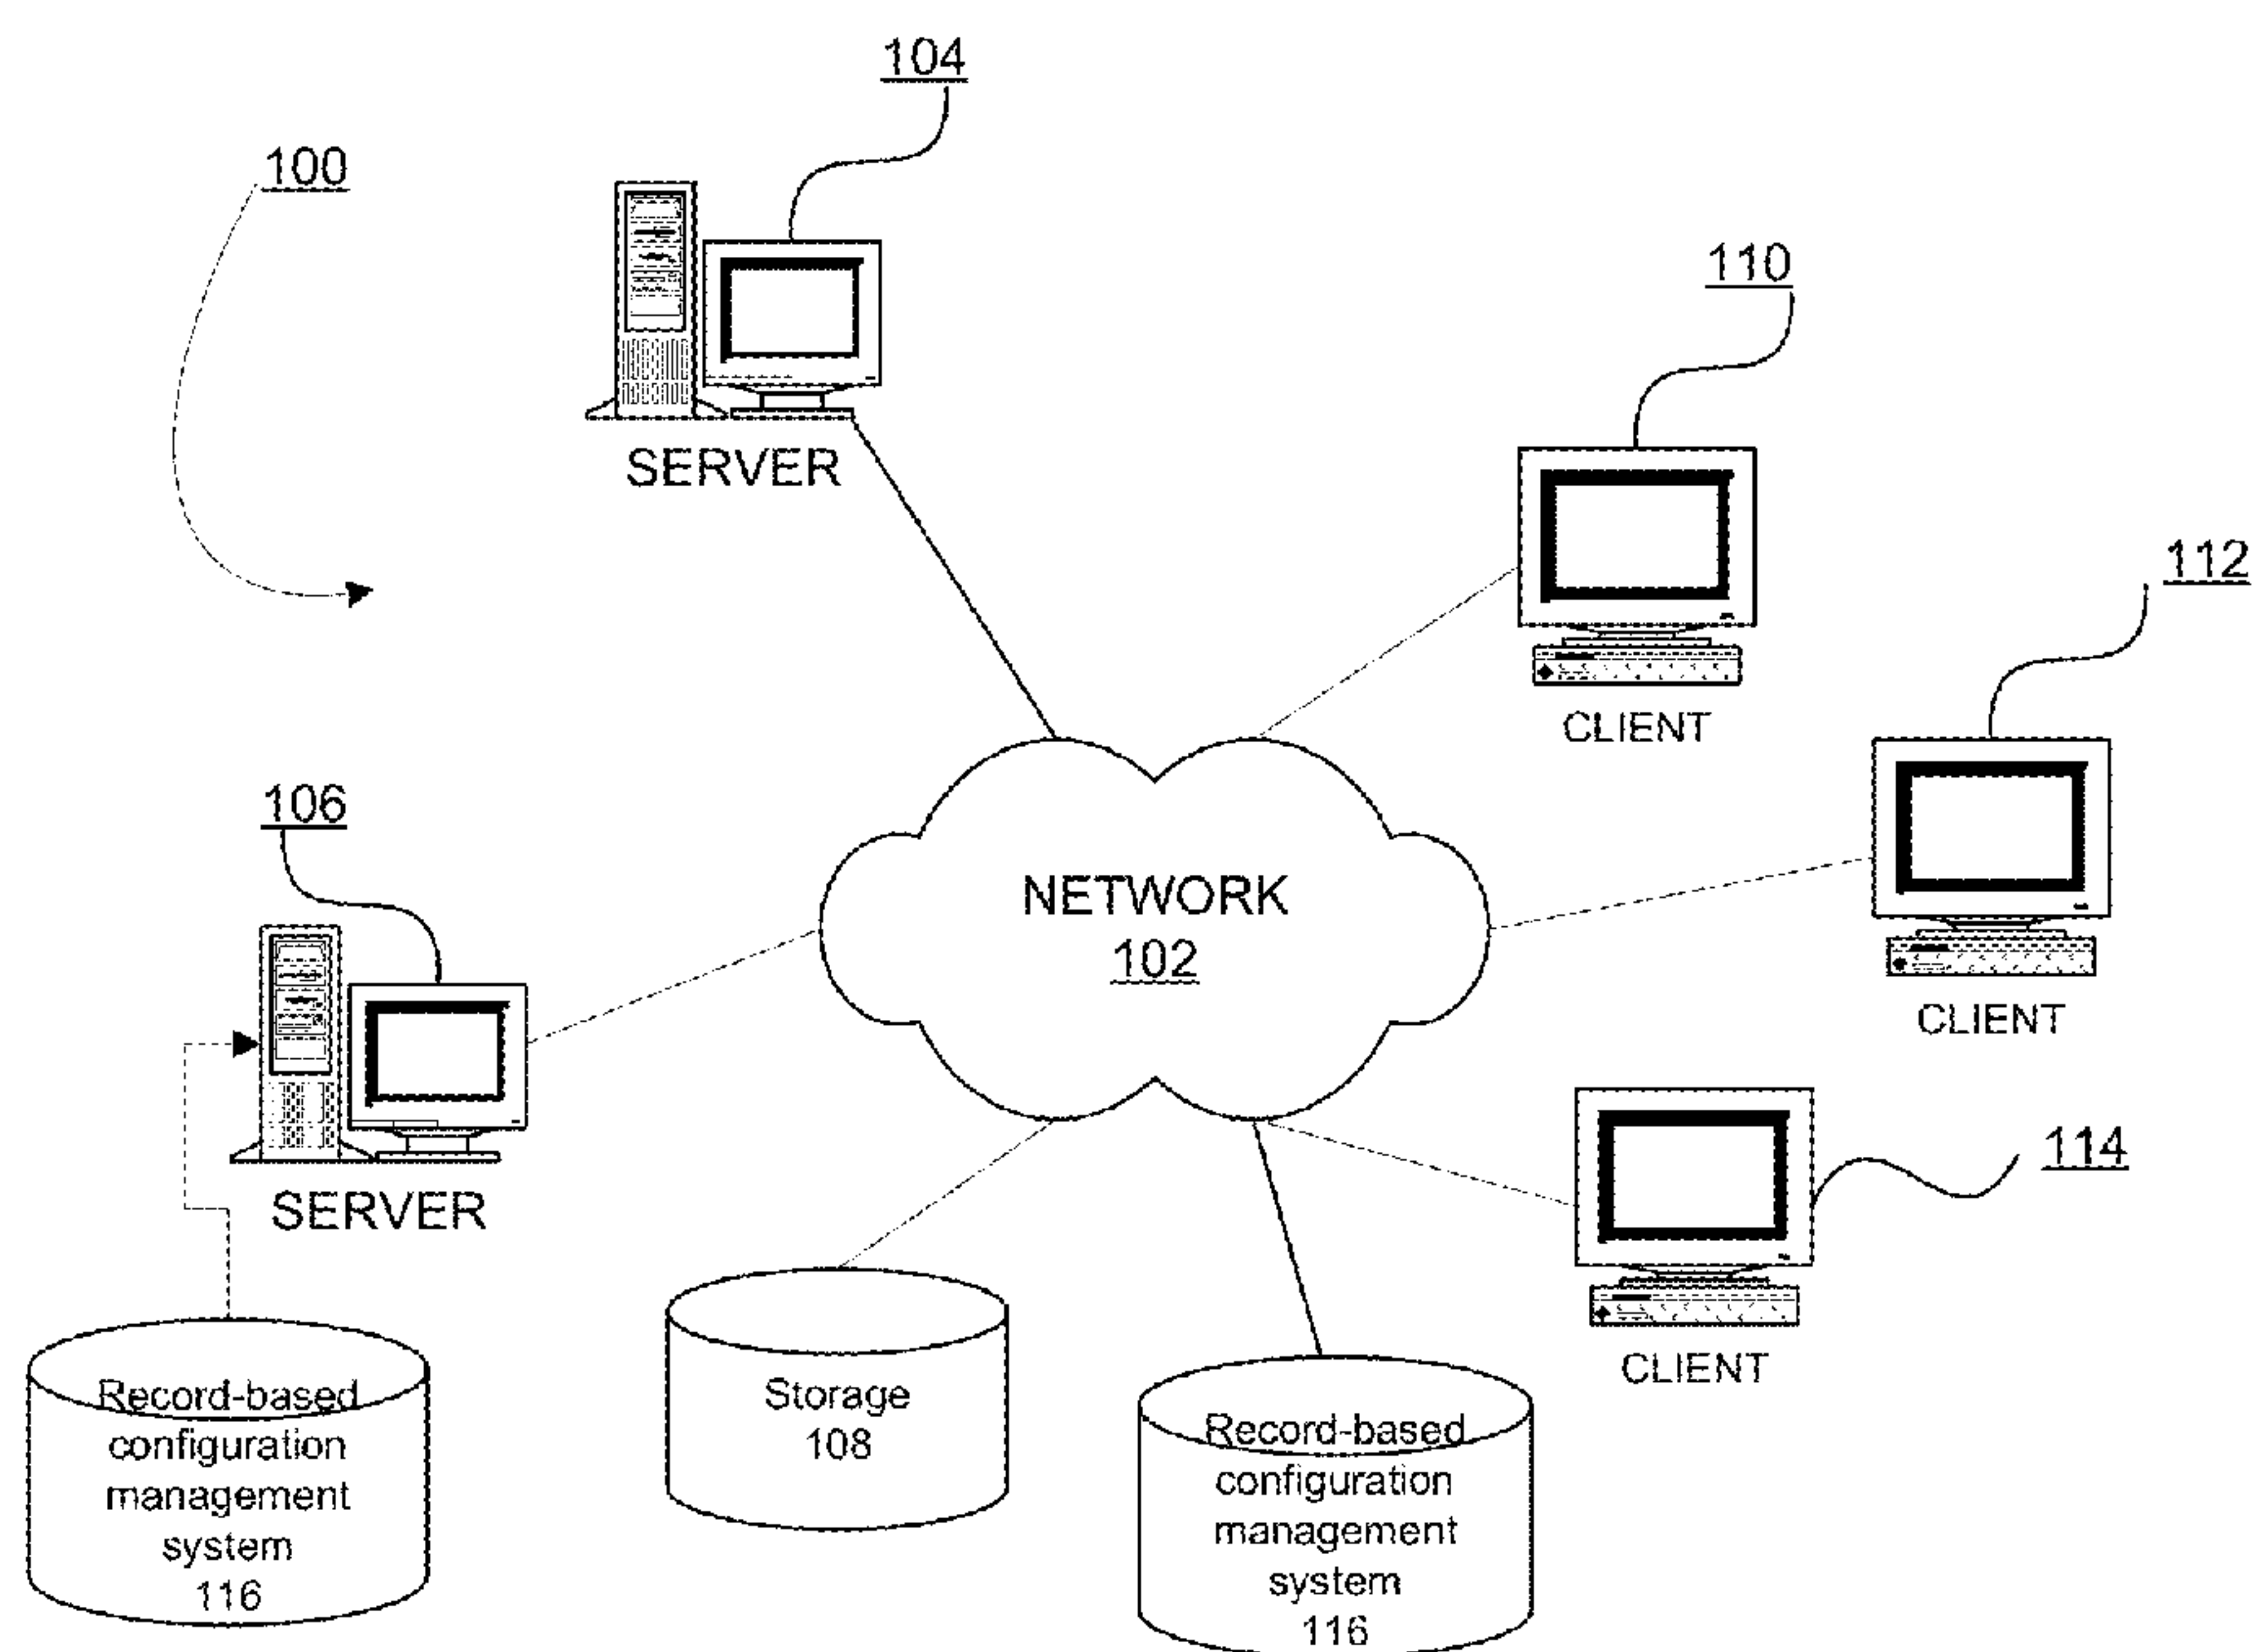 104
100
110
SERVER
112
CLIENT
106
NETWORK
102
CLIENT
114
SERVER
CLIENT
Storage
108
Record-based
configuration
management
system
116
Record-based
configuration
management
system
116